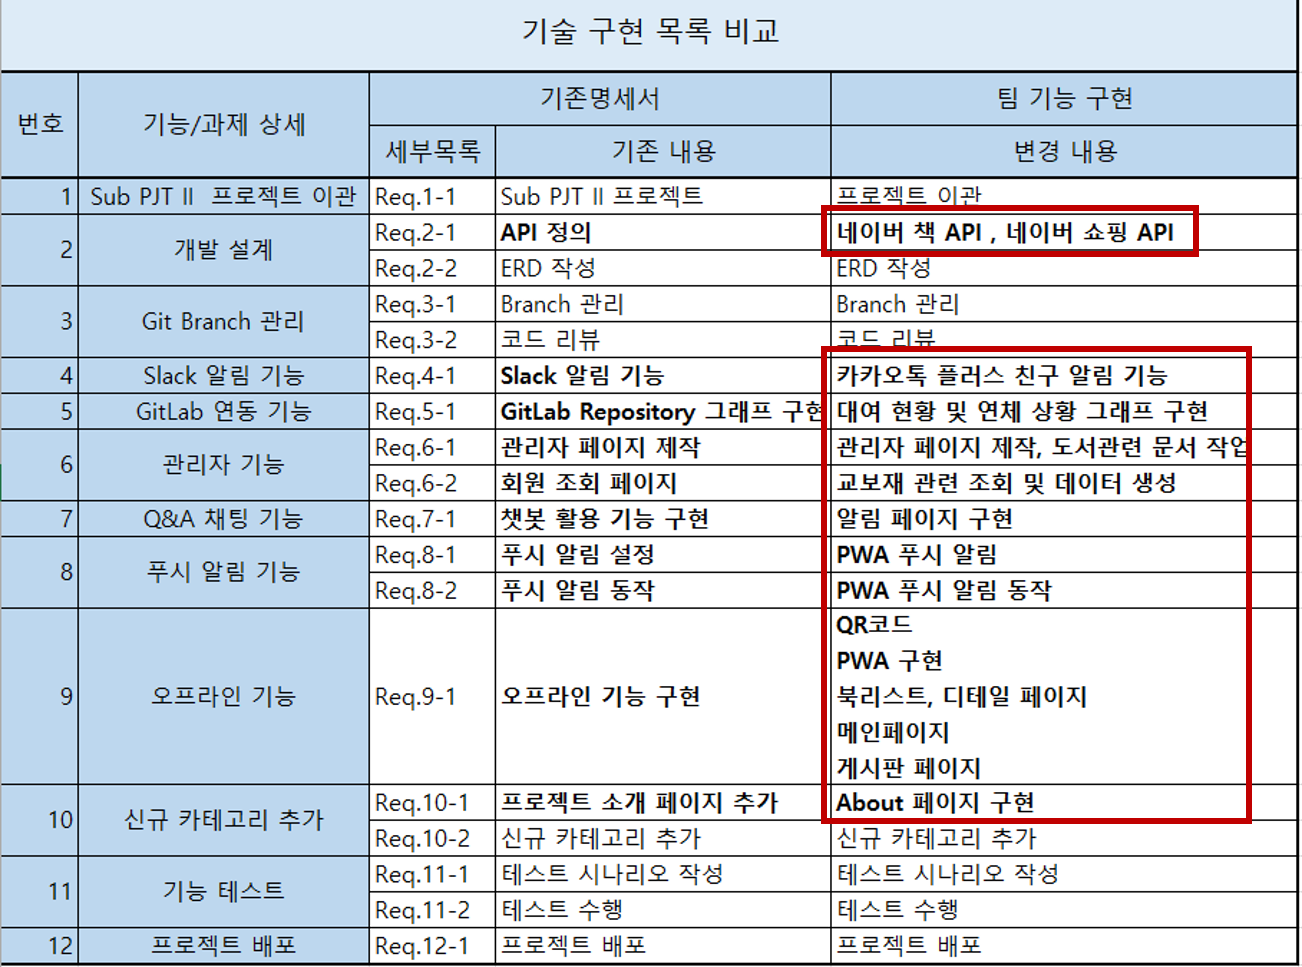 기술 구현 목록 비교
번호 기능/과제 상세 기존명세서 팀 기능 구현
세부목록 기존 내용 변경 내용
1 Sub PJT II 프로젝트 이관 Req.1-1 Sub PJT II 프로젝트 프로젝트 이관
2 개발 설계 Req.2-1 API 정의 네이버 책 API , 네이버 쇼핑 API
Req.2-2 ERD 작성 ERD 작성
3 Git Branch 관리 Req.3-1 Branch 관리 Branch 관리
Req.3-2 코드 리뷰 코드 리뷰
4 Slack 알림 기능 Req.4-1 Slack 알림 기능 카카오톡 플러스 친구 알림 기능
5 GitLab 연동 기능 Req.5-1 GitLab Repository 그래프 구현 대여 현황 및 연체 상황 그래프 구현
6 관리자 기능 Req.6-1 관리자 페이지 제작 관리자 페이지 제작, 도서관련 문서 작업
Req.6-2 회원 조회 페이지 교보재 관련 조회 및 데이터 생성
7 Q&A 채팅 기능 Req.7-1 챗봇 활용 기능 구현 알림 페이지 구현
8 푸시 알림 기능 Req.8-1 푸시 알림 설정 PWA 푸시 알림
Req.8-2 푸시 알림 동작 PWA 푸시 알림 동작
9 오프라인 기능 Req.9-1 오프라인 기능 구현 QR코드
PWA 구현
북리스트, 디테일 페이지
메인페이지
게시판 페이지
10 신규 카테고리 추가 Req.10-1 프로젝트 소개 페이지 추가 About 페이지 구현
Req.10-2 신규 카테고리 추가 신규 카테고리 추가
11 기능 테스트 Req.11-1 테스트 시나리오 작성 테스트 시나리오 작성
Req.11-2 테스트 수행 테스트 수행
12 프로젝트 배포 Req.12-1 프로젝트 배포 프로젝트 배포